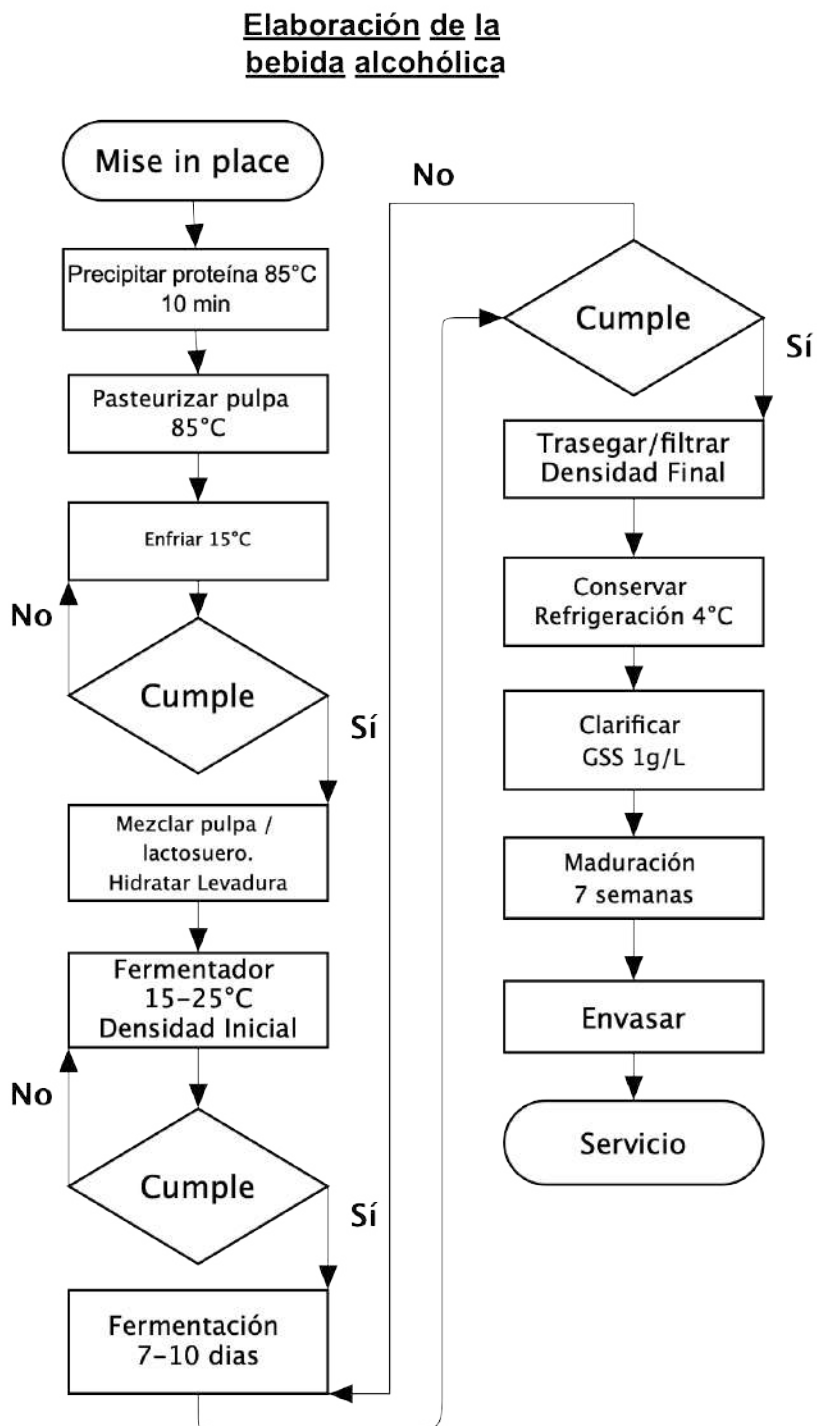 Elaboración de la
bebida alcohólica
Mise in place
Precipitar proteína 85°C
10 min
Pasteurizar pulpa
85°C
Enfriar 15°C
No
Cumple
Sí
Mezclar pulpa /
lactosuero.
Hidratar Levadura
Fermentador
15-25°C
Densidad Inicial
No
Cumple
Sí
Fermentación
7-10 dias
No
Cumple
Sí
Trasegar/filtrar
Densidad Final
Conservar
Refrigeración 4°C
Clarificar
GSS 1g/L
Maduración
7 semanas
Envasar
Servicio